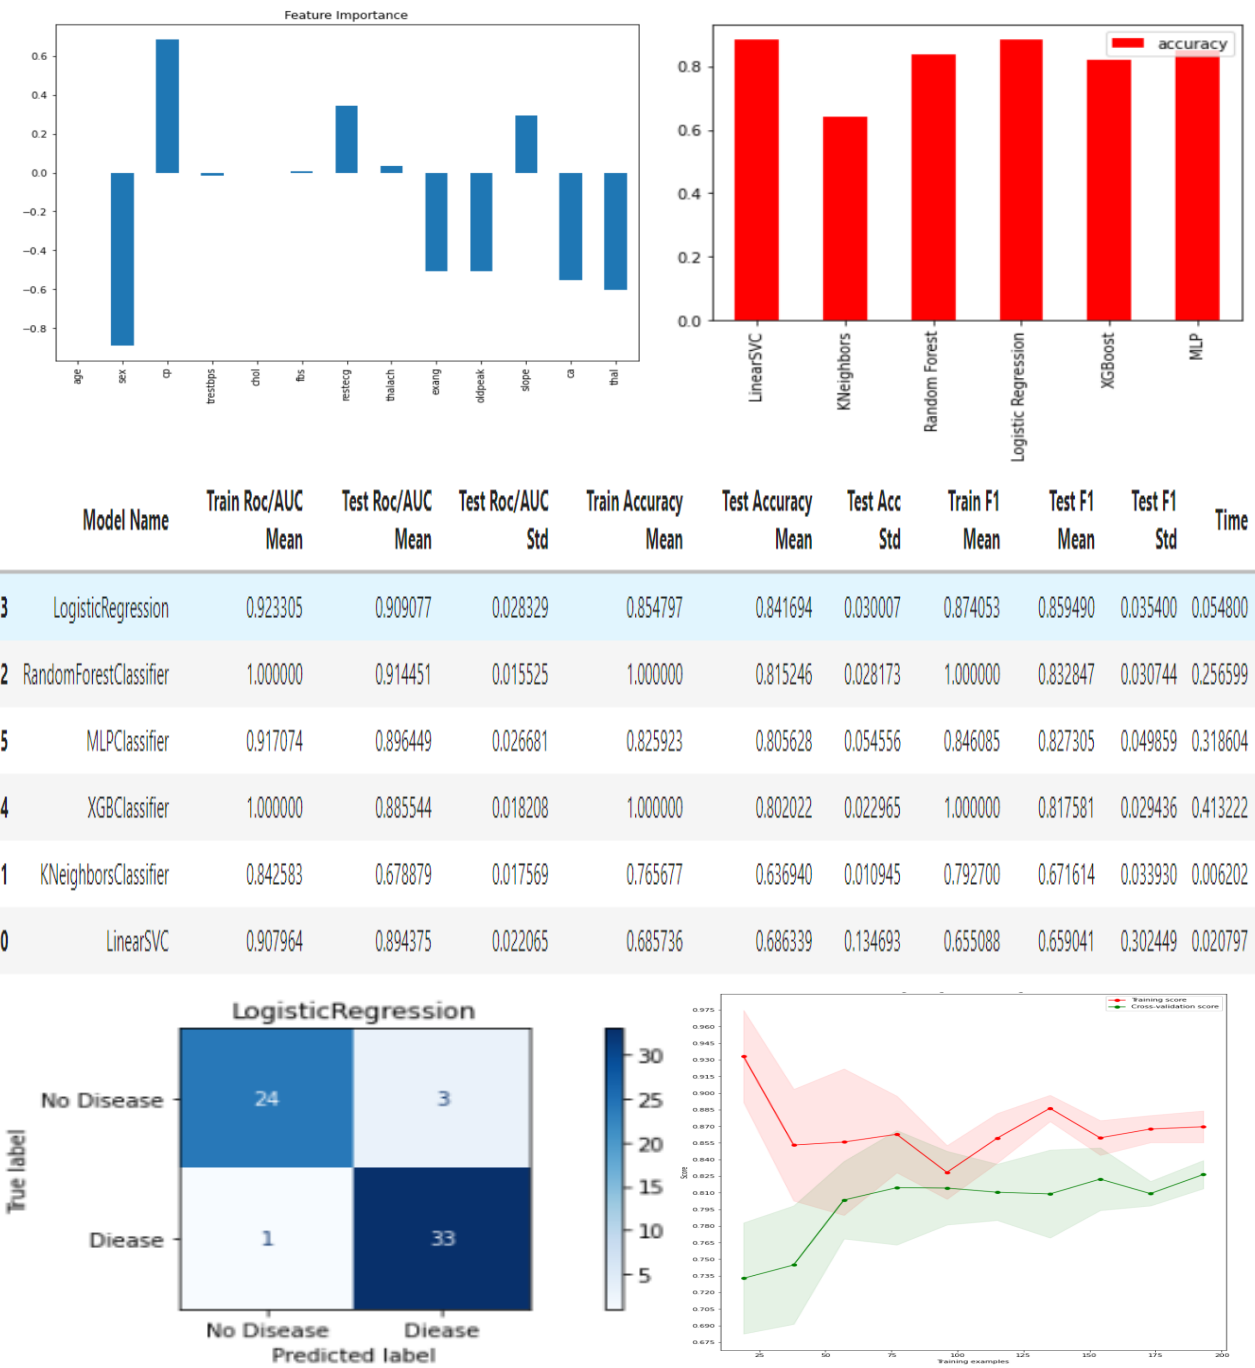 Feature Importance
0.6
0.4
0.2
0.0
−0.2
−0.4
−0.6
−0.8
age sex cp trestbps chol fbs restecg thalach exang oldpeak slope ca thal
accuracy
0.8
0.6
0.4
0.2
0.0
LinearSVC KNeighbors Random Forest Logistic Regression XGBoost MLP
Model Name Train Roc/AUC Mean Test Roc/AUC Mean Test Roc/AUC Std Train Accuracy Mean Test Accuracy Mean Test Acc Std Train F1 Mean Test F1 Mean Test F1 Std Time
3 LogisticRegression 0.923305 0.909077 0.028329 0.854797 0.841694 0.030007 0.874053 0.859490 0.035400 0.054800
2 RandomForestClassifier 1.000000 0.914451 0.015525 1.000000 0.815246 0.028173 1.000000 0.832847 0.030744 0.256599
5 MLPClassifier 0.917074 0.896449 0.026681 0.825923 0.805628 0.054556 0.846085 0.827305 0.049859 0.318604
4 XGBClassifier 1.000000 0.885544 0.018208 1.000000 0.802022 0.022965 1.000000 0.817581 0.029436 0.413222
1 KNeighborsClassifier 0.842583 0.678879 0.017569 0.765677 0.636940 0.010945 0.792700 0.671614 0.033930 0.006202
0 LinearSVC 0.907964 0.894375 0.022065 0.685736 0.686339 0.134693 0.655088 0.659041 0.302449 0.020797
LogisticRegression
True label
No Disease 24 3
Diease 1 33
No Disease Diease
Predicted label
30
25
20
15
10
5
Training score
Cross-validation score
Score
0.975
0.960
0.945
0.930
0.915
0.900
0.885
0.870
0.855
0.840
0.825
0.810
0.795
0.780
0.765
0.750
0.735
0.720
0.705
0.690
0.675
25 50 75 100 125 150 175 200
Training examples